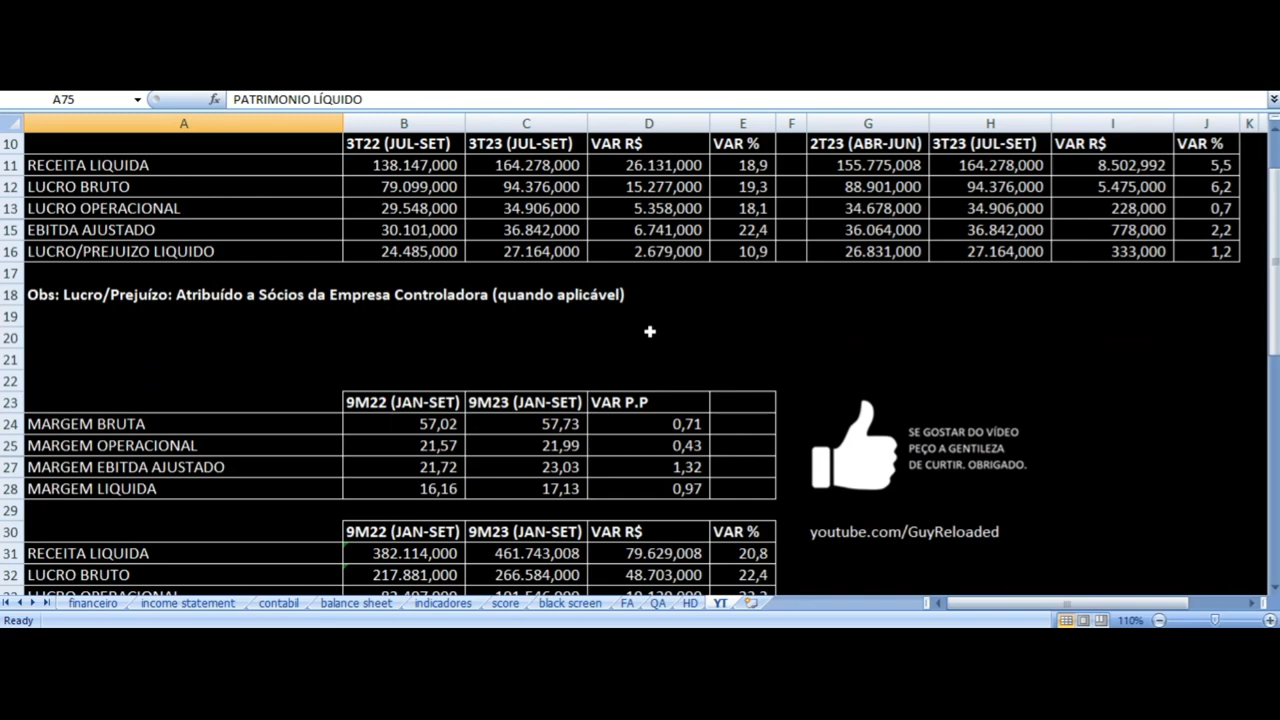 A75 fx PATRIMONIO LÍQUIDO
A B C D E F G H I J K
10 3T22 (JUL-SET) 3T23 (JUL-SET) VAR R$ VAR % 2T23 (ABR-JUN) 3T23 (JUL-SET) VAR R$ VAR %
11 RECEITA LIQUIDA 138.147,000 164.278,000 26.131,000 18,9 155.775,008 164.278,000 8.502,992 5,5
12 LUCRO BRUTO 79.099,000 94.376,000 15.277,000 19,3 88.901,000 94.376,000 5.475,000 6,2
13 LUCRO OPERACIONAL 29.548,000 34.906,000 5.358,000 18,1 34.678,000 34.906,000 228,000 0,7
15 EBITDA AJUSTADO 30.101,000 36.842,000 6.741,000 22,4 36.064,000 36.842,000 778,000 2,2
16 LUCRO/PREJUIZO LIQUIDO 24.485,000 27.164,000 2.679,000 10,9 26.831,000 27.164,000 333,000 1,2
17
18 Obs: Lucro/Prejuízo: Atribuído a Sócios da Empresa Controladora (quando aplicável)
19
20
21
22
23 9M22 (JAN-SET) 9M23 (JAN-SET) VAR P.P
24 MARGEM BRUTA 57,02 57,73 0,71
25 MARGEM OPERACIONAL 21,57 21,99 0,43
27 MARGEM EBITDA AJUSTADO 21,72 23,03 1,32
28 MARGEM LIQUIDA 16,16 17,13 0,97
SE GOSTAR DO VÍDEO
PEÇO A GENTILEZA
DE CURTIR. OBRIGADO.
29
30 9M22 (JAN-SET) 9M23 (JAN-SET) VAR R$ VAR % youtube.com/GuyReloaded
31 RECEITA LIQUIDA 382.114,000 461.743,008 79.629,008 20,8
32 LUCRO BRUTO 217.881,000 266.584,000 48.703,000 22,4
financeiro income statement contabil balance sheet indicadores score black screen FA QA HD YT
Ready 110%